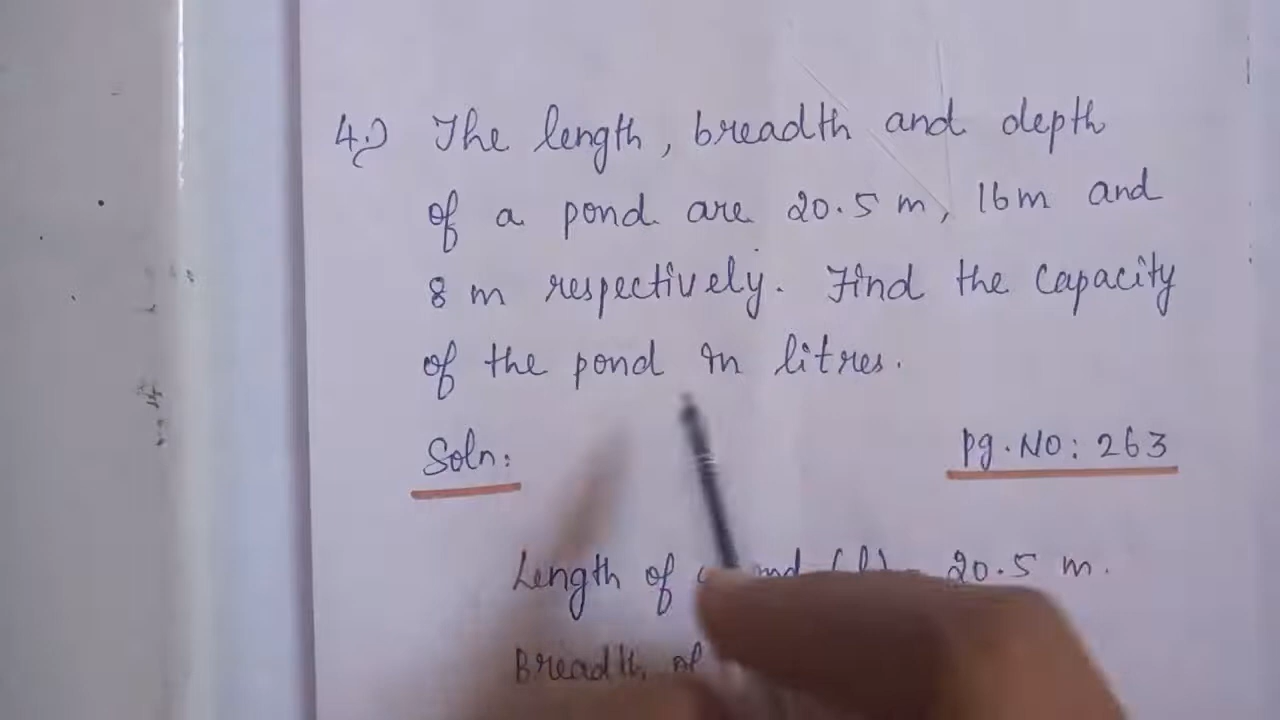 4.) The length, breadth and depth
of a pond are 20.5 m, 16m and
8 m respectively. Find the capacity
of the pond in litres.
Soln:
Pg.No: 263
Length of (l) 20.5 m.
Breadth of